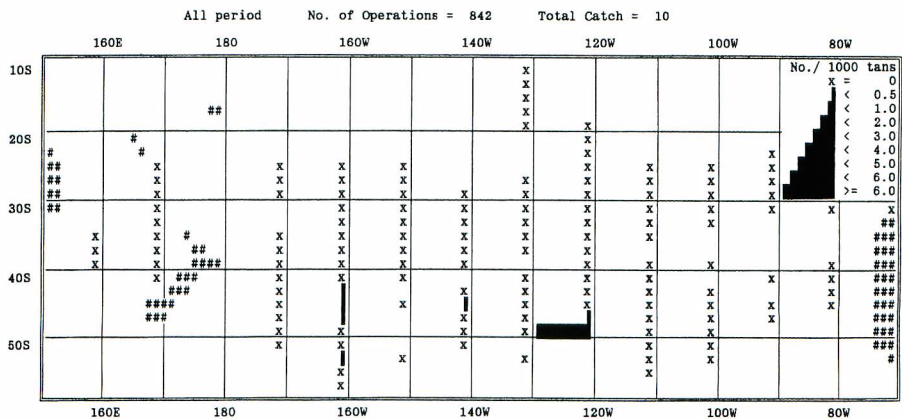 All period No. of Operations = 842 Total Catch = 10
160E 180 160W 140W 120W 100W 80W
10S
20S
30S
40S
50S
No./ 1000 tans
x = 0
< 0.5
< 1.0
< 2.0
< 3.0
< 4.0
< 5.0
< 6.0
>= 6.0
160E 180 160W 140W 120W 100W 80W